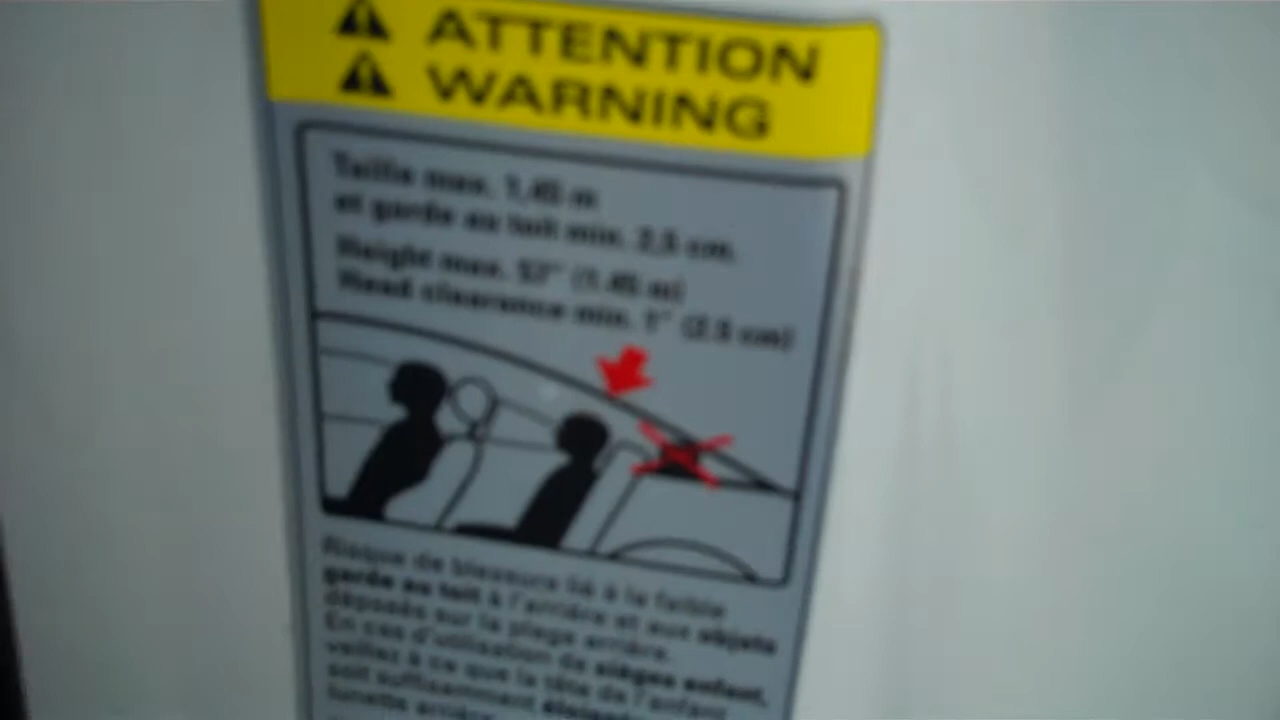 ATTENTION
WARNING
Taille max. 1,45 m
et garde au toit min. 2,5 cm.
Height max. 57" (1.45 m)
Head clearance min. 1" (2.5 cm)
Risque de blessure lié à la faible
garde au toit à l'arrière et aux objets
déposés sur la plage arrière.
En cas d'utilisation de sièges enfant,
veillez à ce que la tête de l'enfant
soit suffisamment
lunette arrière